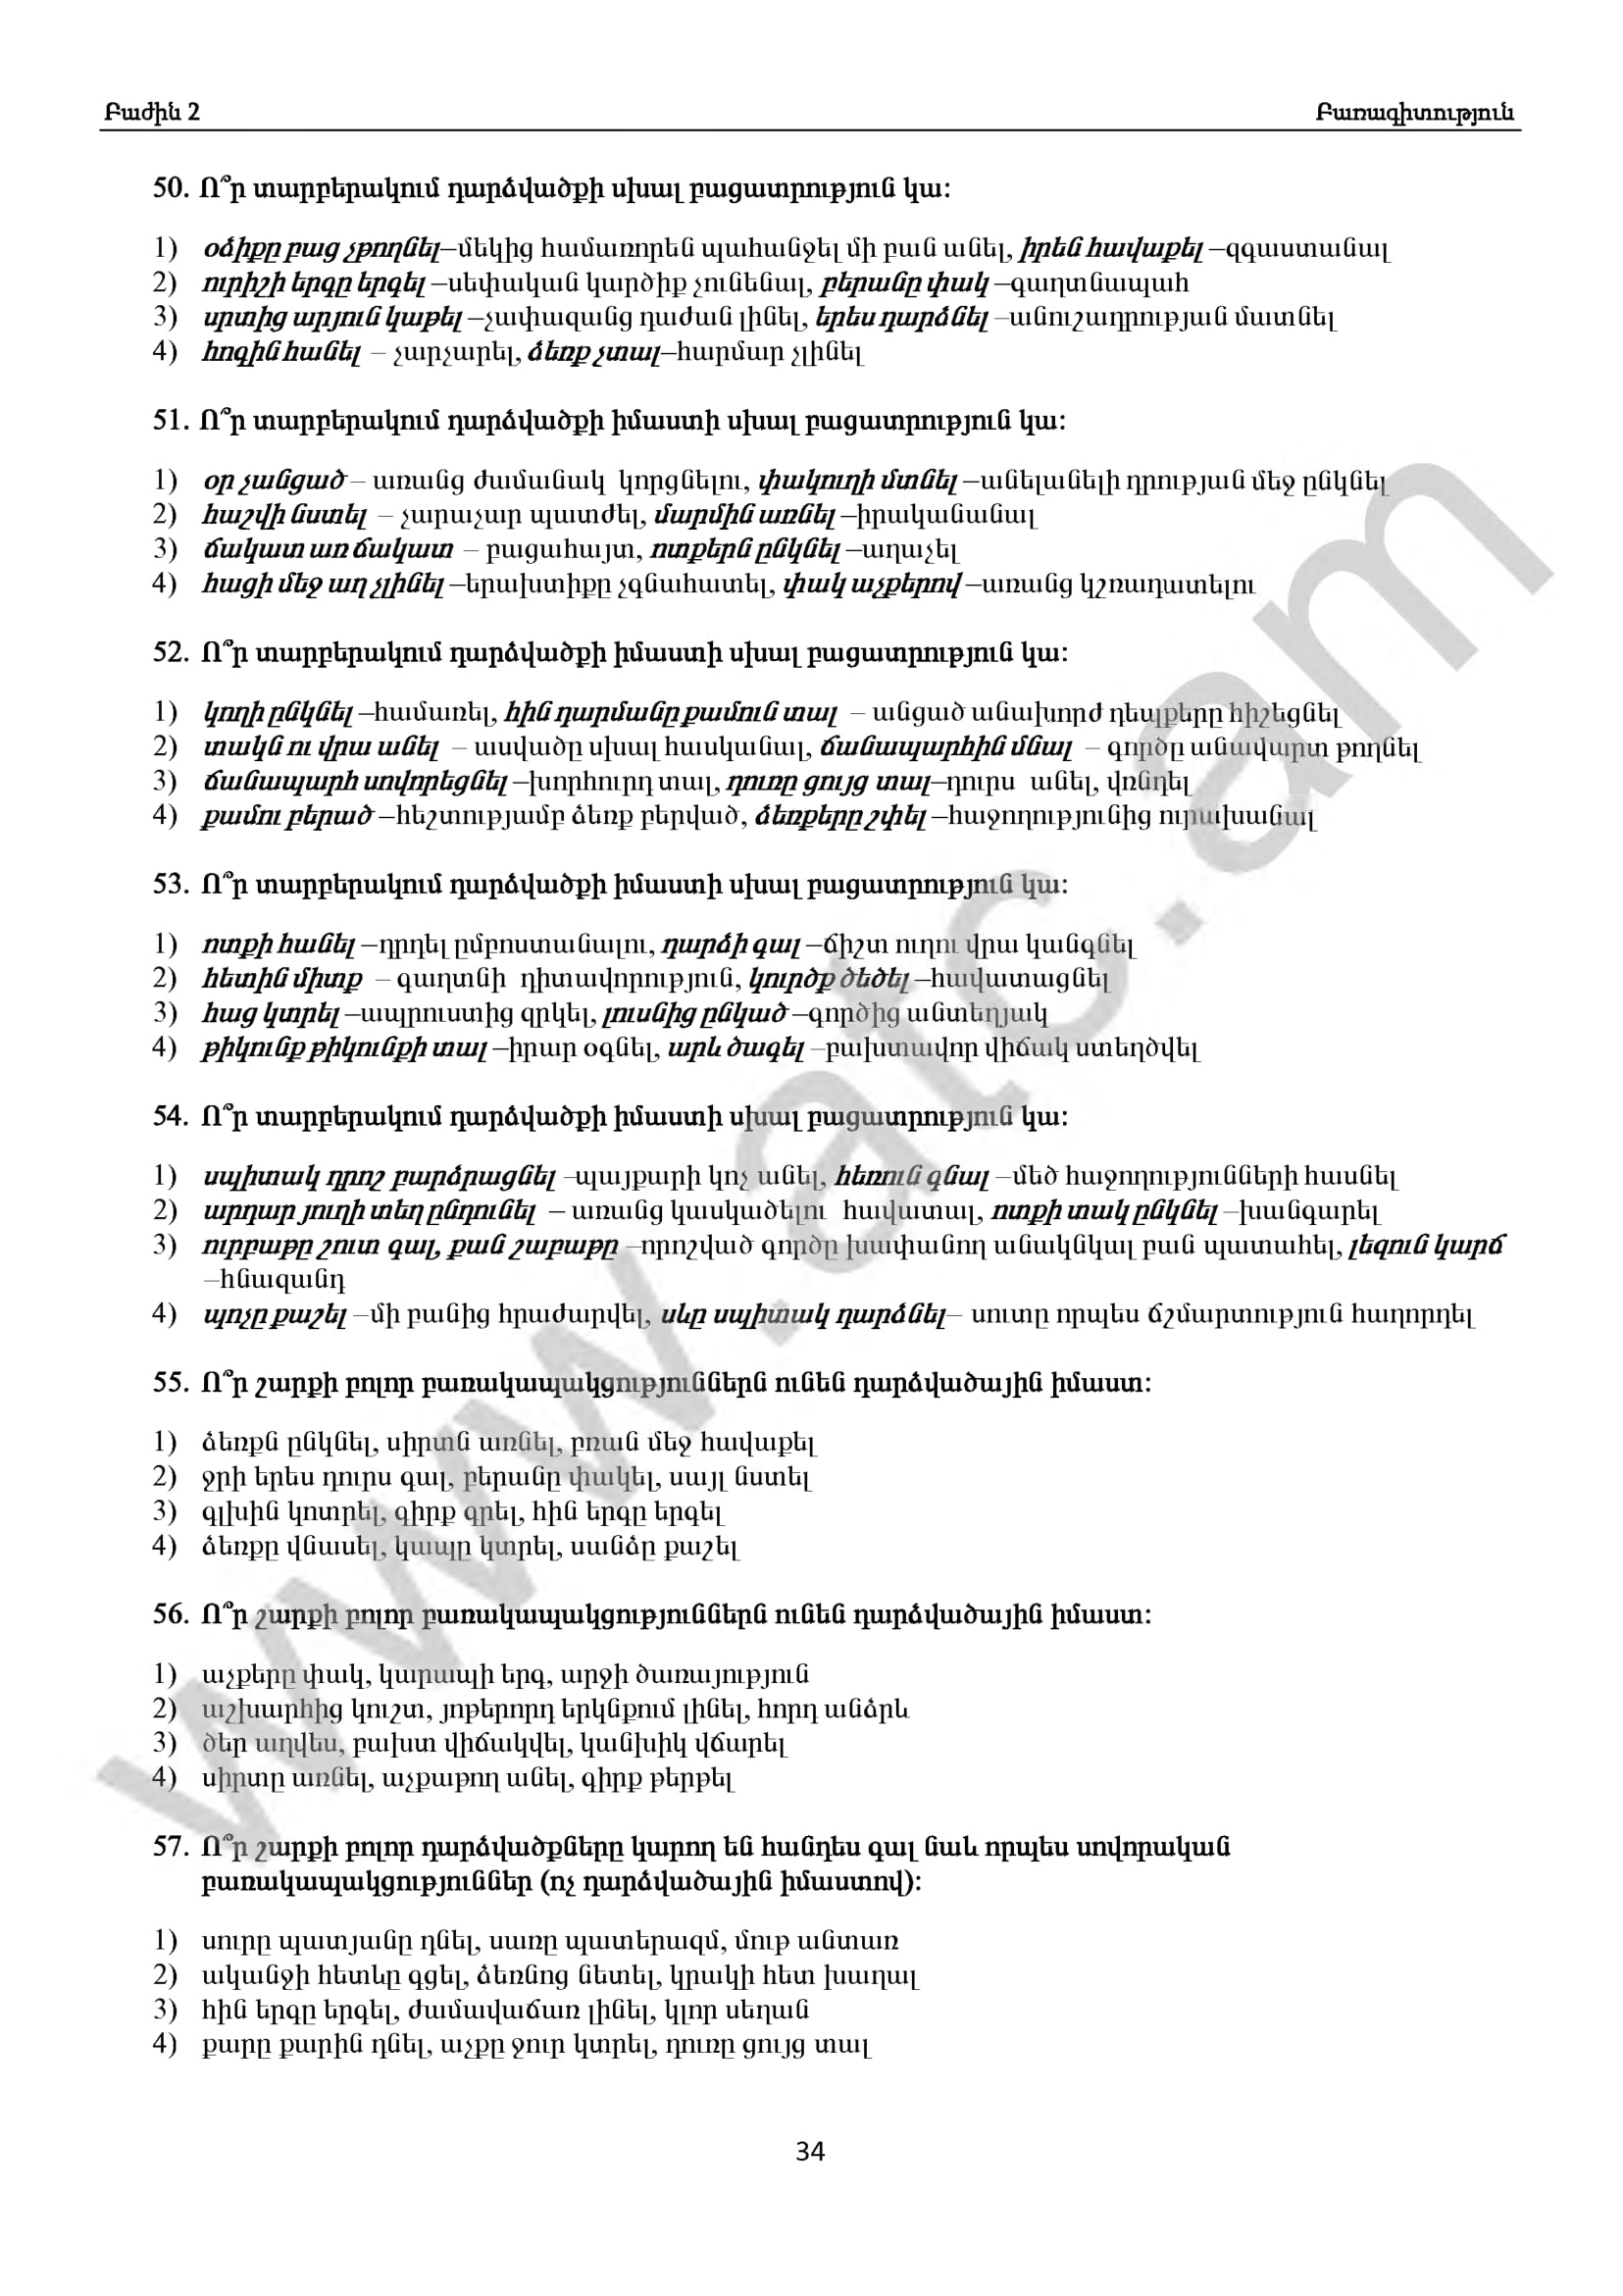 Բաժին 2 Բառագիտություն
50. Ո՞ր տարբերակում դարձվածքի սխալ բացատրություն կա:
1) օձիքը բաց չթողնել–մեկից համառորեն պահանջել մի բան անել, իրեն հավաքել –զգաստանալ
2) ուրիշի երգը երգել –սեփական կարծիք չունենալ, բերանը փակ –գաղտնապահ
3) սրտից արյուն կաթել –չափազանց դաժան լինել, երես դարձնել –անուշադրության մատնել
4) հոգին հանել – չարչարել, ձեռք չտալ–հարմար չլինել
51. Ո՞ր տարբերակում դարձվածքի իմաստի սխալ բացատրություն կա:
1) օր չանցած – առանց ժամանակ կորցնելու, փակուղի մտնել –անելանելի դրության մեջ ընկնել
2) հաշվի նստել – չարաչար պատժել, մարմին առնել –իրականանալ
3) ճակատ առ ճակատ – բացահայտ, ոտքերն ընկնել –աղաչել
4) հացի մեջ աղ չլինել –երախտիքը չգնահատել, փակ աչքերով –առանց կշռադատելու
52. Ո՞ր տարբերակում դարձվածքի իմաստի սխալ բացատրություն կա:
1) կողի ընկնել –համառել, հին դարմանը քամուն տալ – անցած անախորժ դեպքերը հիշեցնել
2) տակն ու վրա անել – ասվածը սխալ հասկանալ, ճանապարհին մնալ – գործը անավարտ թողնել
3) ճանապարհ սովորեցնել –խորհուրդ տալ, դուռը ցույց տալ–դուրս անել, վռնդել
4) քամու բերած –հեշտությամբ ձեռք բերված, ձեռքերը շփել –հաջողությունից ուրախանալ
53. Ո՞ր տարբերակում դարձվածքի իմաստի սխալ բացատրություն կա:
1) ոտքի հանել –դրդել ըմբոստանալու, դարձի գալ –ճիշտ ուղու վրա կանգնել
2) հետին միտք – գաղտնի դիտավորություն, կուրծք ծեծել –հավատացնել
3) հաց կտրել –ապրուստից զրկել, լուսնից ընկած –գործից անտեղյակ
4) թիկունք թիկունքի տալ –իրար օգնել, արև ծագել –բախտավոր վիճակ ստեղծվել
54. Ո՞ր տարբերակում դարձվածքի իմաստի սխալ բացատրություն կա:
1) սպիտակ դրոշ բարձրացնել –պայքարի կոչ անել, հեռուն գնալ –մեծ հաջողությունների հասնել
2) արդար յուղի տեղ ընդունել – առանց կասկածելու հավատալ, ոտքի տակ ընկնել –խանգարել
3) ուրբաթը շուտ գալ, քան շաբաթը –որոշված գործը խափանող անակնկալ բան պատահել, լեզուն կարճ
–հնազանդ
4) պոչը քաշել –մի բանից հրաժարվել, սևը սպիտակ դարձնել– սուտը որպես ճշմարտություն հաղորդել
55. Ո՞ր շարքի բոլոր բառակապակցություններն ունեն դարձվածային իմաստ:
1) ձեռքն ընկնել, սիրտն առնել, բռան մեջ հավաքել
2) ջրի երես դուրս գալ, բերանը փակել, սայլ նստել
3) գլխին կոտրել, գիրք գրել, հին երգը երգել
4) ձեռքը վնասել, կապը կտրել, սանձը քաշել
56. Ո՞ր շարքի բոլոր բառակապակցություններն ունեն դարձվածային իմաստ:
1) աչքերը փակ, կարապի երգ, արջի ծառայություն
2) աշխարհից կուշտ, յոթերորդ երկնքում լինել, հորդ անձրև
3) ծեր աղվես, բախտ վիճակվել, կանխիկ վճարել
4) սիրտը առնել, աչքաթող անել, գիրք թերթել
57. Ո՞ր շարքի բոլոր դարձվածքները կարող են հանդես գալ նաև որպես սովորական
բառակապակցություններ (ոչ դարձվածային իմաստով):
1) սուրը պատյանը դնել, սառը պատերազմ, մութ անտառ
2) ականջի հետևը գցել, ձեռնոց նետել, կրակի հետ խաղալ
3) հին երգը երգել, ժամավաճառ լինել, կլոր սեղան
4) քարը քարին դնել, աչքը ջուր կտրել, դուռը ցույց տալ
34
www.atc.am